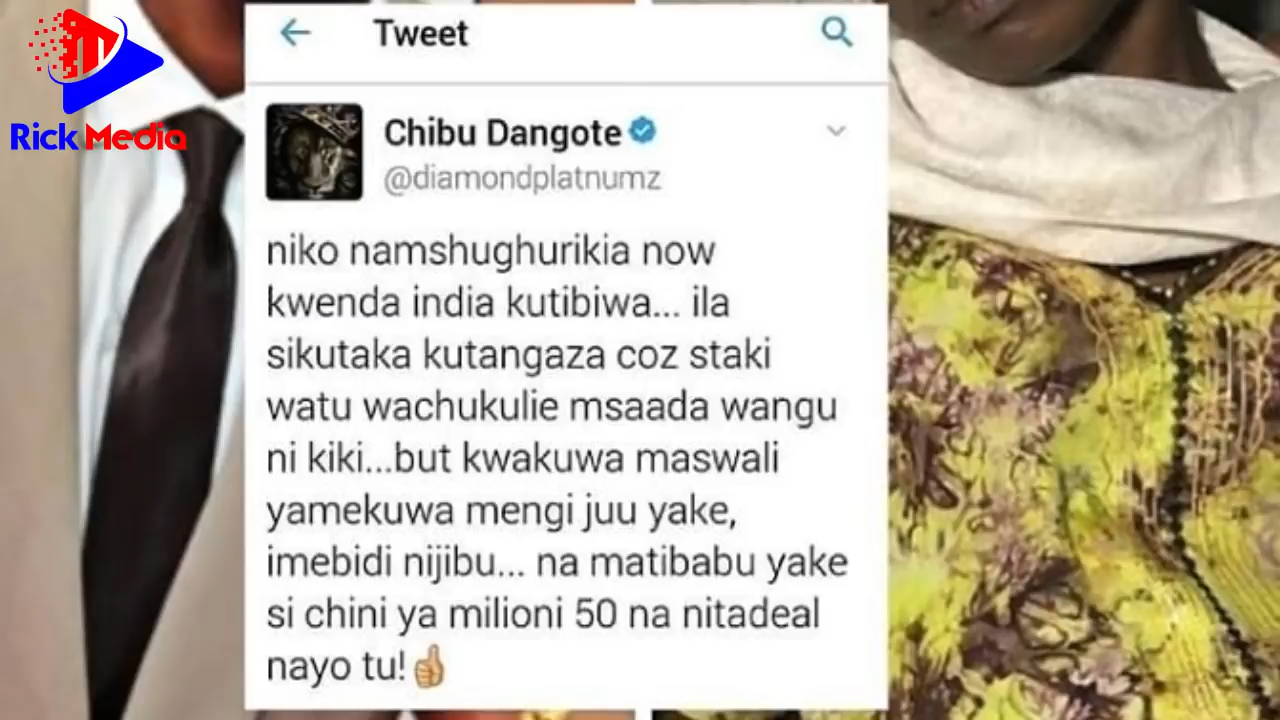 Rick Media
Tweet
Chibu Dangote
@diamondplatnumz
niko namshughurikia now
kwenda india kutibiwa... ila
sikutaka kutangaza coz staki
watu wachukulie msaada wangu
ni kiki...but kwakuwa maswali
yamekuwa mengi juu yake,
imebidi nijibu... na matibabu yake
si chini ya milioni 50 na nitadeal
nayo tu!👍